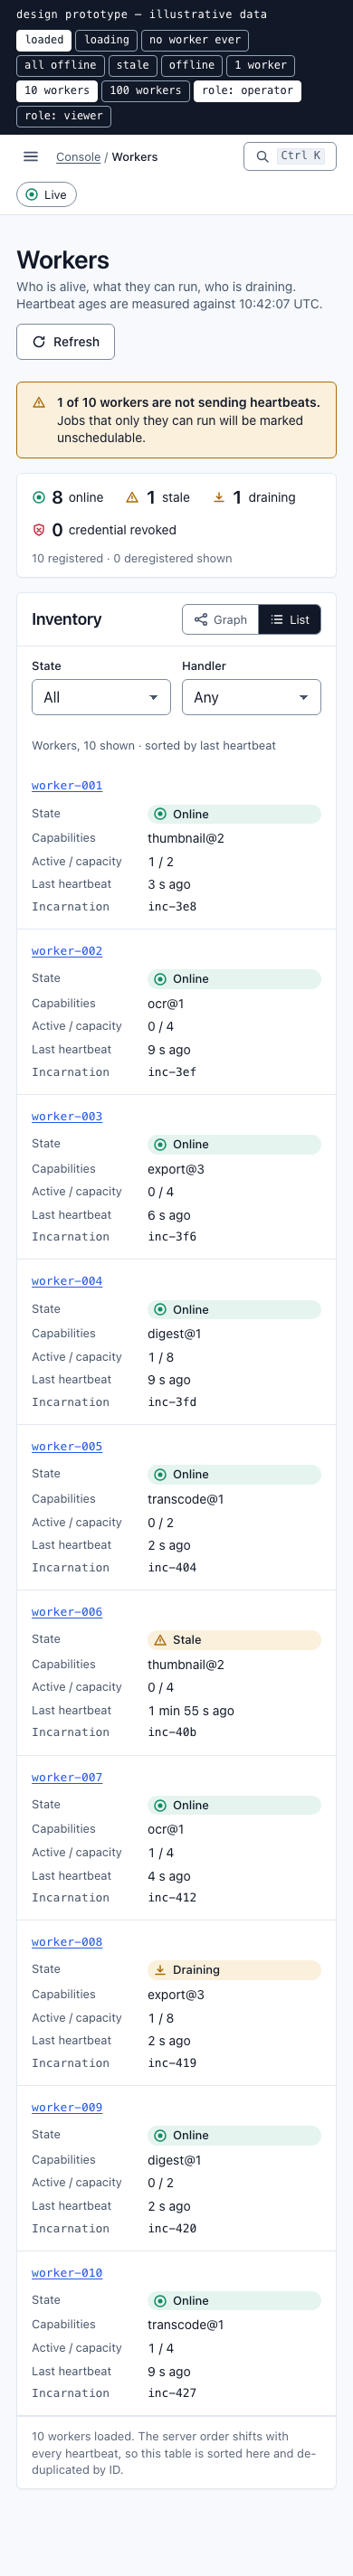 design prototype — illustrative data
loaded loading no worker ever
all offline stale offline 1 worker
10 workers 100 workers role: operator
role: viewer
Console / Workers Ctrl K
Live
Workers
Who is alive, what they can run, who is draining.
Heartbeat ages are measured against 10:42:07 UTC.
Refresh
1 of 10 workers are not sending heartbeats.
Jobs that only they can run will be marked
unschedulable.
8 online 1 stale 1 draining
0 credential revoked
10 registered · 0 deregistered shown
Inventory Graph List
State Handler
All Any
Workers, 10 shown · sorted by last heartbeat
worker-001
State Online
Capabilities thumbnail@2
Active / capacity 1 / 2
Last heartbeat 3 s ago
Incarnation inc-3e8
worker-002
State Online
Capabilities ocr@1
Active / capacity 0 / 4
Last heartbeat 9 s ago
Incarnation inc-3ef
worker-003
State Online
Capabilities export@3
Active / capacity 0 / 4
Last heartbeat 6 s ago
Incarnation inc-3f6
worker-004
State Online
Capabilities digest@1
Active / capacity 1 / 8
Last heartbeat 9 s ago
Incarnation inc-3fd
worker-005
State Online
Capabilities transcode@1
Active / capacity 0 / 2
Last heartbeat 2 s ago
Incarnation inc-404
worker-006
State Stale
Capabilities thumbnail@2
Active / capacity 0 / 4
Last heartbeat 1 min 55 s ago
Incarnation inc-40b
worker-007
State Online
Capabilities ocr@1
Active / capacity 1 / 4
Last heartbeat 4 s ago
Incarnation inc-412
worker-008
State Draining
Capabilities export@3
Active / capacity 1 / 8
Last heartbeat 2 s ago
Incarnation inc-419
worker-009
State Online
Capabilities digest@1
Active / capacity 0 / 2
Last heartbeat 2 s ago
Incarnation inc-420
worker-010
State Online
Capabilities transcode@1
Active / capacity 1 / 4
Last heartbeat 9 s ago
Incarnation inc-427
10 workers loaded. The server order shifts with
every heartbeat, so this table is sorted here and de-
duplicated by ID.